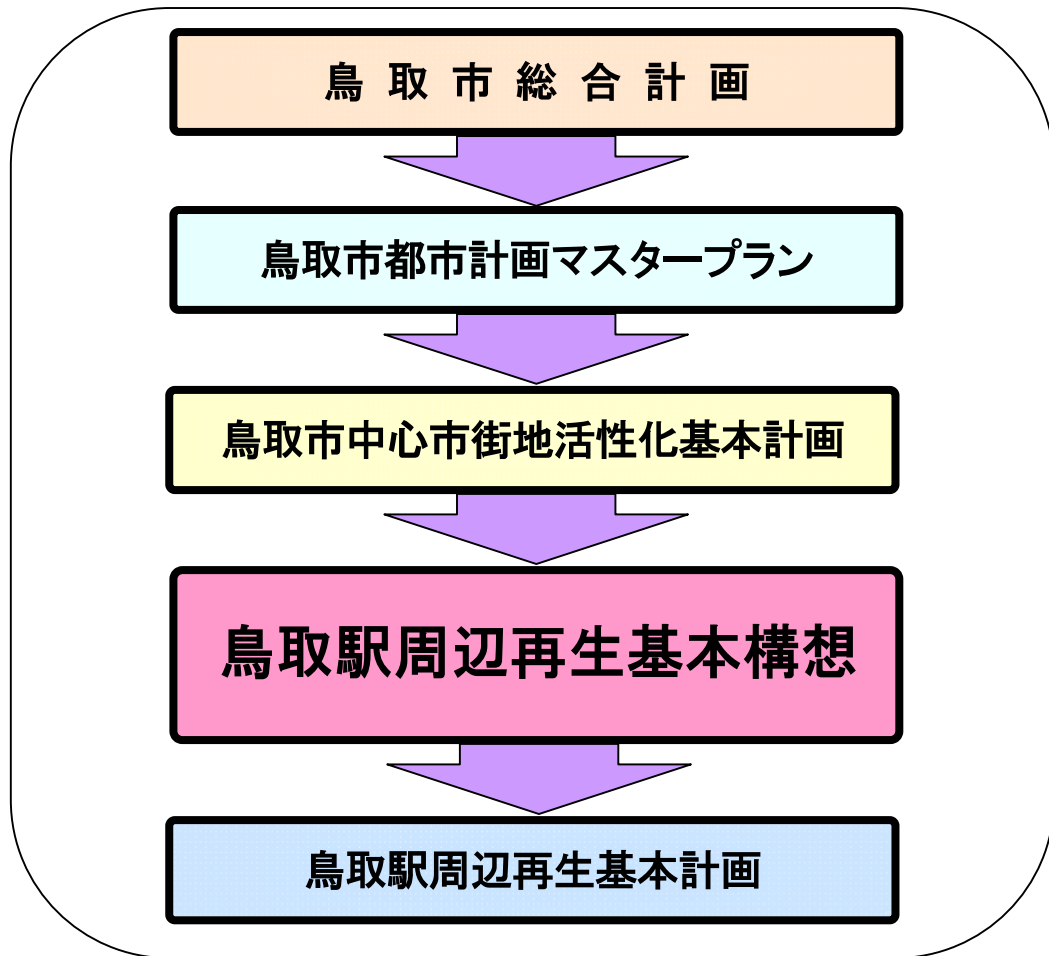 鳥取市総合計画
鳥取市都市計画マスタープラン
鳥取市中心市街地活性化基本計画
鳥取駅周辺再生基本構想
鳥取駅周辺再生基本計画